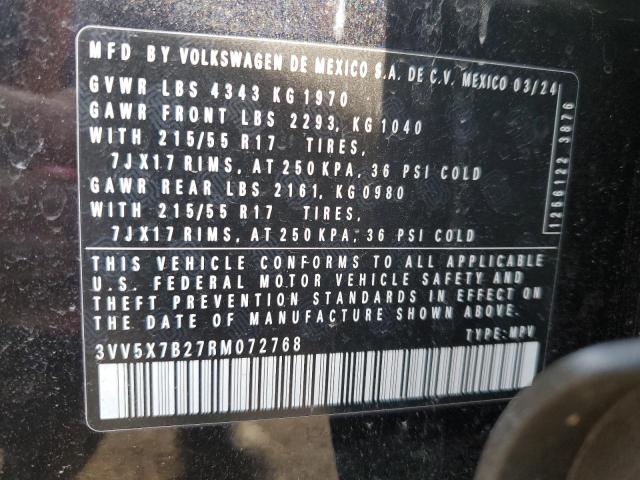 MFD BY VOLKSWAGEN DE MEXICO S.A. DE C.V. MEXICO 03/24
GVWR LBS 4343 KG 1970
GAWR FRONT LBS 2293, KG 1040
WITH 215/55 R17 TIRES,
7JX17 RIMS, AT 250 KPA, 36 PSI COLD
GAWR REAR LBS 2161, KG 0980
WITH 215/55 R17 TIRES,
7JX17 RIMS, AT 250 KPA, 36 PSI COLD
1256122 3876
THIS VEHICLE CONFORMS TO ALL APPLICABLE
U.S. FEDERAL MOTOR VEHICLE SAFETY AND
THEFT PREVENTION STANDARDS IN EFFECT ON
THE DATE OF MANUFACTURE SHOWN ABOVE.
3VV5X7B27RM072768 TYPE: MPV